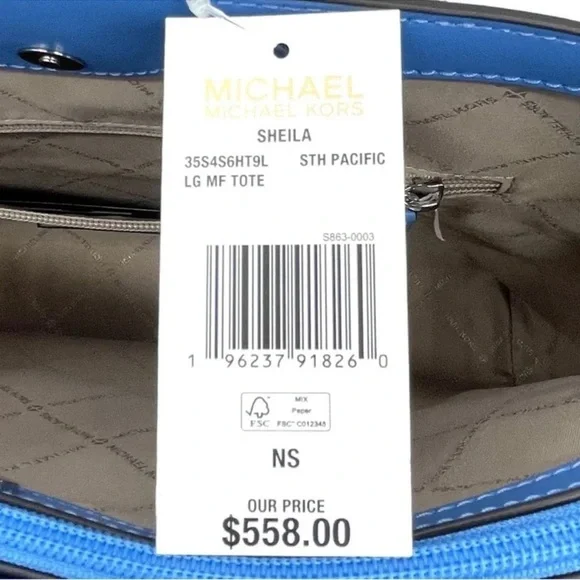 MICHAEL
MICHAEL KORS
SHEILA
35S4S6HT9L STH PACIFIC
LG MF TOTE
S863-0003
1 96237 91826 0
MIX
Paper
FSC FSC™ C012345
NS
OUR PRICE
$558.00